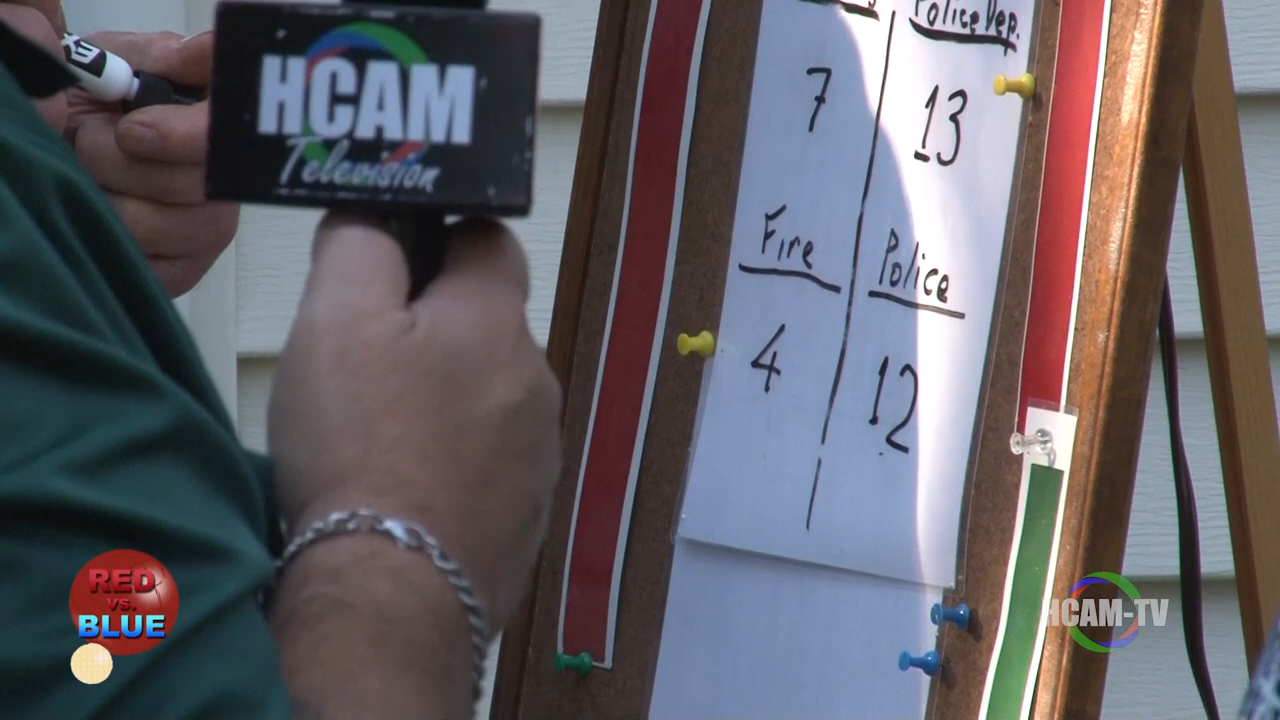 HCAM
Television
Police Dep.
7 13
Fire Police
4 12
RED
vs.
BLUE
HCAM-TV